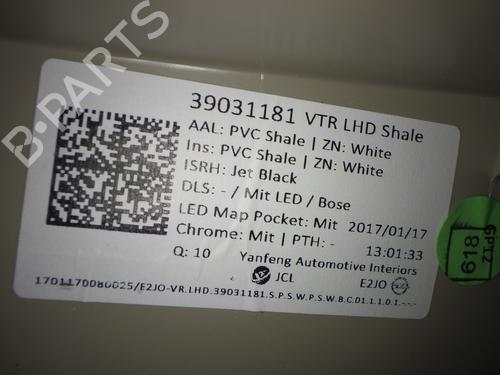 39031181 VTR LHD Shale
AAL: PVC Shale | ZN: White
Ins: PVC Shale | ZN: White
ISRH: Jet Black
DLS: - / Mit LED / Bose
LED Map Pocket: Mit 2017/01/17
Chrome: Mit | PTH: - 13:01:33
Q: 10 Yanfeng Automotive Interiors
JCL E2JO
1701170080025/E2JO-VR.LHD.39031181.S.P.S.W.P.S.W.B.C.01.1.1.0.1.-.-.-
819
6PT2
B-PARTS